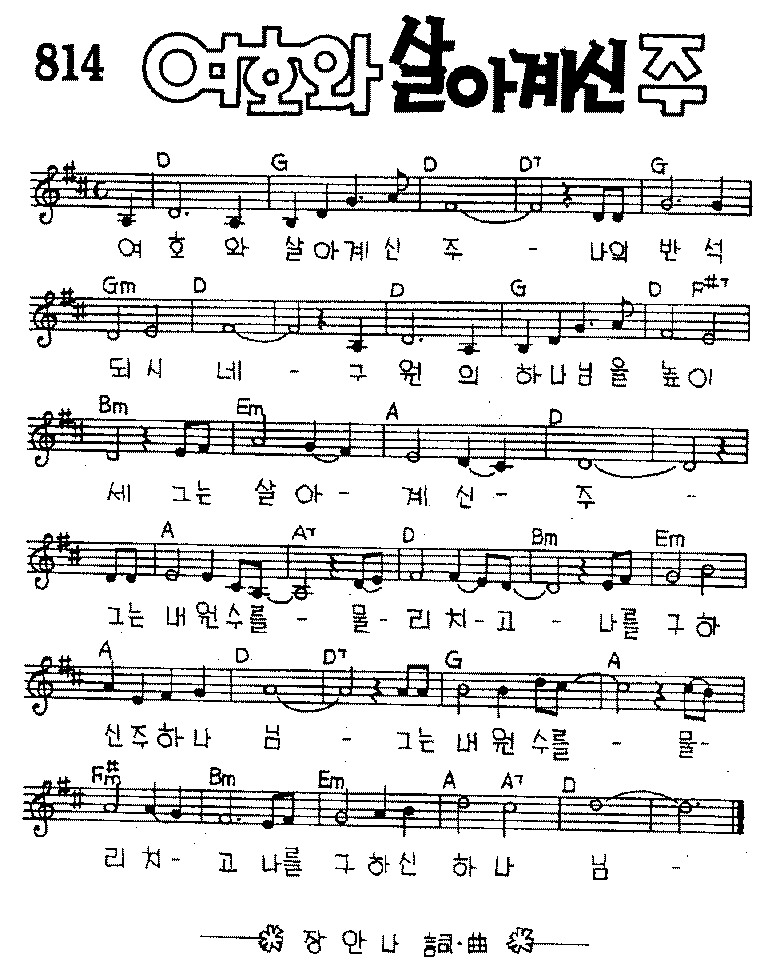 814 여호와 살아계신 주
D G D D7 G
여 호 와 살 아 계 신 주 - 나의 반 석
Gm D D G D F#7
되 시 네 - 구 원 의 하 나 님 을 높 이
Bm Em A D
세 그는 살 아 - 계 신 - 주 -
A A7 D Bm Em
그는 내 원 수 를 - 물 - 리 치 - 고 - 나를 구 하
A D D7 G A
신 주 하 나 님 - 그는 내 원 수를 - 물 -
F#m Bm Em A A7 D
리 치 - 고 나를 구 하 신 하 나 님 -
장 안 나 詞·曲